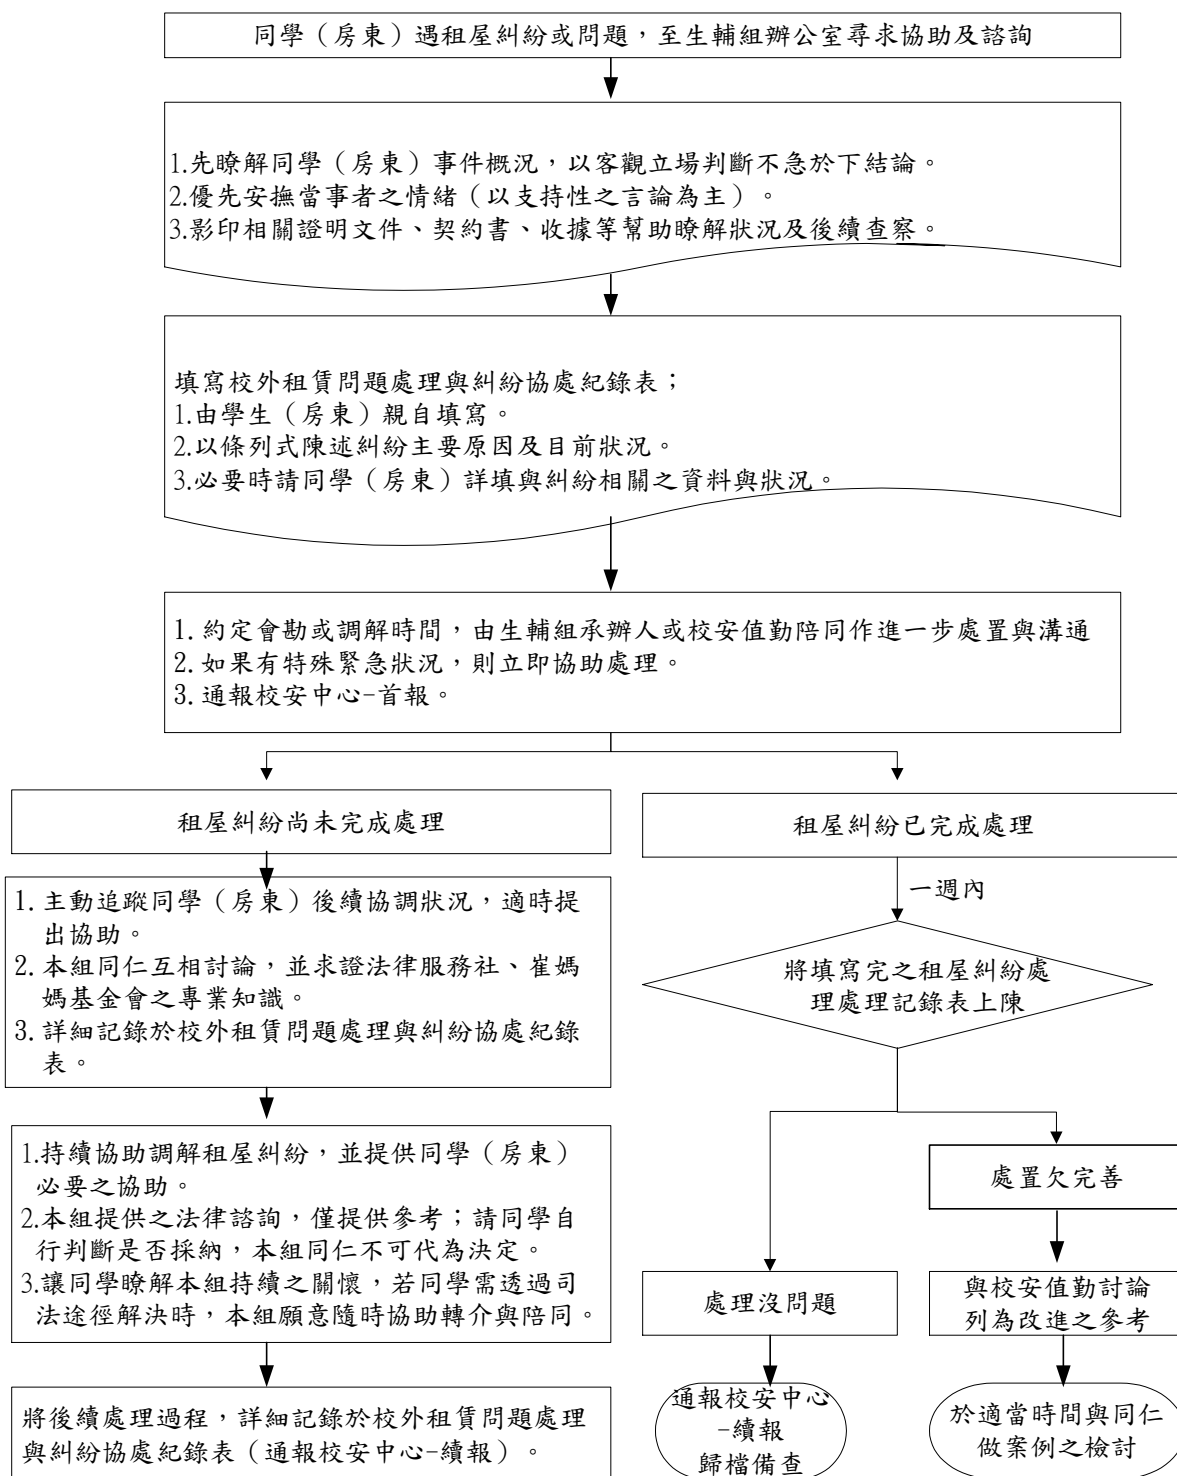 同學（房東）遇租屋糾紛或問題，至生輔組辦公室尋求協助及諮詢
1.先瞭解同學（房東）事件概況，以客觀立場判斷不急於下結論。
2.優先安撫當事者之情緒（以支持性之言論為主）。
3.影印相關證明文件、契約書、收據等幫助瞭解狀況及後續查察。
填寫校外租賃問題處理與糾紛協處紀錄表；
1.由學生（房東）親自填寫。
2.以條列式陳述糾紛主要原因及目前狀況。
3.必要時請同學（房東）詳填與糾紛相關之資料與狀況。
1. 約定會勘或調解時間，由生輔組承辦人或校安值勤陪同作進一步處置與溝通
2. 如果有特殊緊急狀況，則立即協助處理。
3. 通報校安中心-首報。
租屋糾紛尚未完成處理
1. 主動追蹤同學（房東）後續協調狀況，適時提
出協助。
2. 本組同仁互相討論，並求證法律服務社、崔媽
媽基金會之專業知識。
3. 詳細記錄於校外租賃問題處理與糾紛協處紀錄
表。
1.持續協助調解租屋糾紛，並提供同學（房東）
必要之協助。
2.本組提供之法律諮詢，僅提供參考；請同學自
行判斷是否採納，本組同仁不可代為決定。
3.讓同學瞭解本組持續之關懷，若同學需透過司
法途徑解決時，本組願意隨時協助轉介與陪同。
將後續處理過程，詳細記錄於校外租賃問題處理
與糾紛協處紀錄表（通報校安中心-續報）。
租屋糾紛已完成處理
一週內
將填寫完之租屋糾紛處
理處理記錄表上陳
處理沒問題
通報校安中心
-續報
歸檔備查
處置欠完善
與校安值勤討論
列為改進之參考
於適當時間與同仁
做案例之檢討